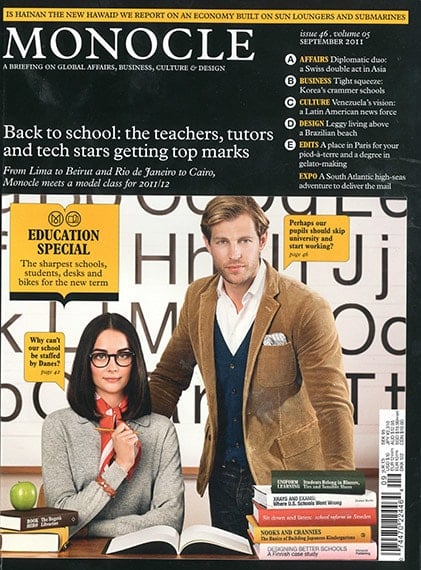 IS HAINAN THE NEW HAWAII? WE REPORT ON AN ECONOMY BUILT ON SUN LOUNGERS AND SUBMARINES
MONOCLE
A BRIEFING ON GLOBAL AFFAIRS, BUSINESS, CULTURE & DESIGN
issue 46 . volume 05
SEPTEMBER 2011
A AFFAIRS Diplomatic duo:
a Swiss double act in Asia
B BUSINESS Tight squeeze:
Korea's crammer schools
C CULTURE Venezuela's vision:
a Latin American news force
D DESIGN Leggy living above
a Brazilian beach
E EDITS A place in Paris for your
pied-à-terre and a degree in
gelato-making
EXPO A South Atlantic high-seas
adventure to deliver the mail
Back to school: the teachers, tutors
and tech stars getting top marks
From Lima to Beirut and Rio de Janeiro to Cairo,
Monocle meets a model class for 2011/12
EDUCATION
SPECIAL
The sharpest schools,
students, desks and
bikes for the new term
Perhaps our
pupils should skip
university and
start working?
page 46
Why can't
our school
be staffed
by Danes?
page 42
UNIFORM
LEARNING
Students Belong in Blazers,
Ties and Sensible Shoes
XRAYS AND EXAMS:
Where U.S. Schools Went Wrong
Sit down and listen: school reform in Sweden
NOOKS AND CRANNIES:
The Basics of Building Japanese Kindergartens
DESIGNING BETTER SCHOOLS
A Finnish case study